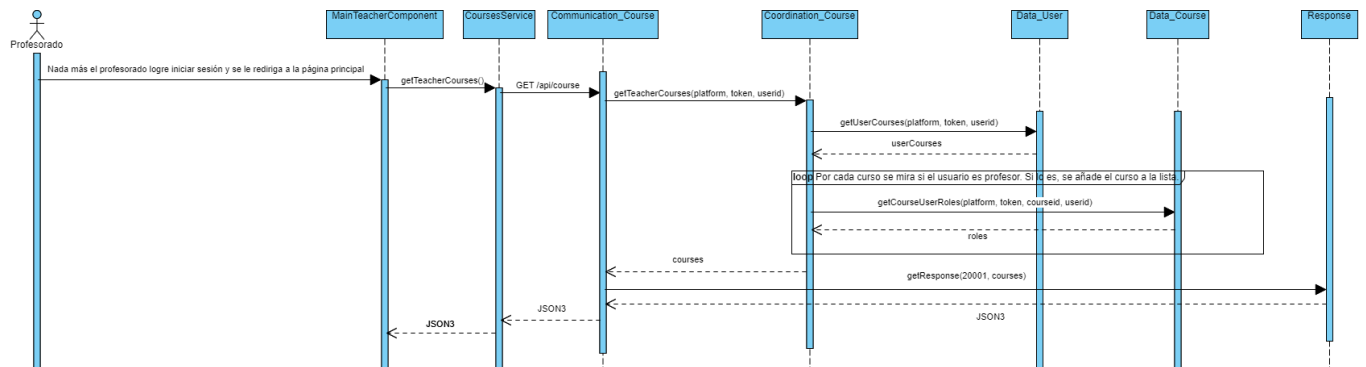 MainTeacherComponent
CoursesService
Communication_Course
Coordination_Course
Data_User
Data_Course
Response
Profesorado
Nada más el profesorado logre iniciar sesión y se le rediriga a la página principal
getTeacherCourses()
GET /api/course
getTeacherCourses(platform, token, userid)
getUserCourses(platform, token, userid)
userCourses
loop Por cada curso se mira si el usuario es profesor. Si lo es, se añade el curso a la lista.
getCourseUserRoles(platform, token, courseid, userid)
roles
courses
getResponse(20001, courses)
JSON3
JSON3
JSON3